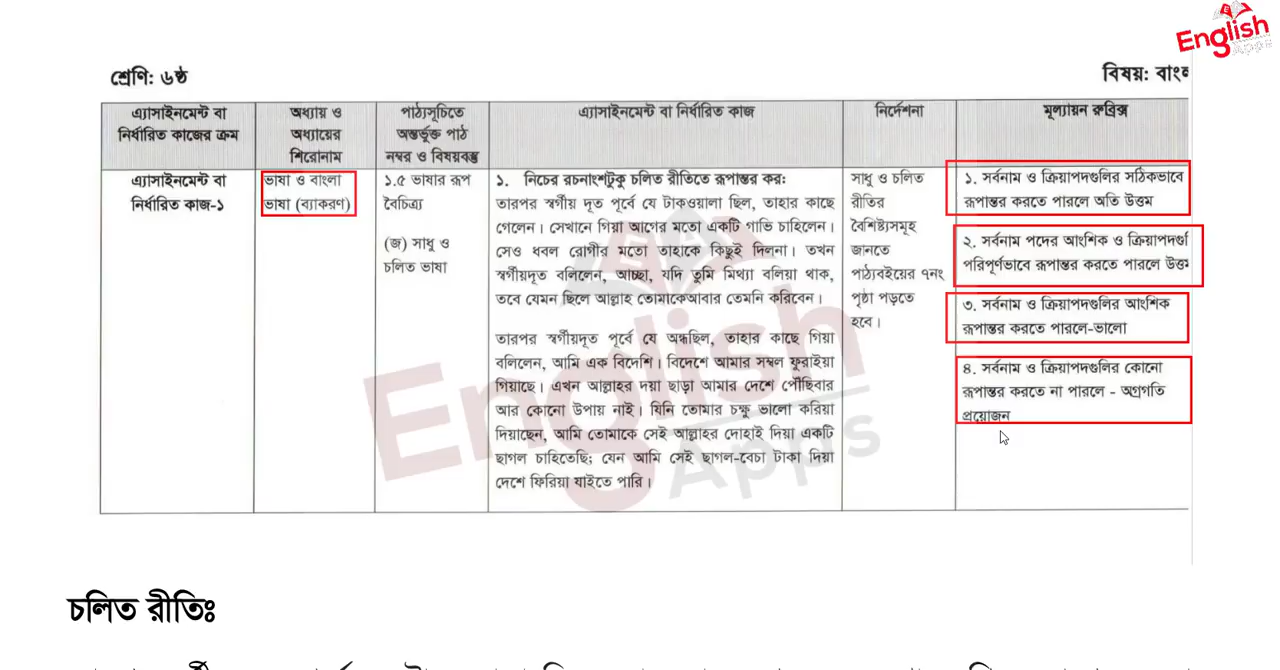 English
Apps
শ্রেণি: ৬ষ্ঠ
বিষয়: বাংল
এ্যাসাইনমেন্ট বা
নির্ধারিত কাজের ক্রম
অধ্যায় ও
অধ্যায়ের
শিরোনাম
পাঠ্যসূচিতে
অন্তর্ভুক্ত পাঠ
নম্বর ও বিষয়বস্তু
এ্যাসাইনমেন্ট বা নির্ধারিত কাজ
নির্দেশনা
মূল্যায়ন রুব্রিক্স
এ্যাসাইনমেন্ট বা
নির্ধারিত কাজ-১
ভাষা ও বাংলা
ভাষা (ব্যাকরণ)
১.৫ ভাষার রূপ
বৈচিত্র্য
(জ) সাধু ও
চলিত ভাষা
১. নিচের রচনাংশটুকু চলিত রীতিতে রূপান্তর কর:
তারপর স্বর্গীয় দূত পূর্বে যে টাকওয়ালা ছিল, তাহার কাছে
গেলেন। সেখানে গিয়া আগের মতো একটি গাভি চাহিলেন।
সেও ধবল রোগীর মতো তাহাকে কিছুই দিলনা। তখন
স্বর্গীয়দূত বলিলেন, আচ্ছা, যদি তুমি মিথ্যা বলিয়া থাক,
তবে যেমন ছিলে আল্লাহ তোমাকেআবার তেমনি করিবেন।
তারপর স্বর্গীয়দূত পূর্বে যে অন্ধছিল, তাহার কাছে গিয়া
বলিলেন, আমি এক বিদেশি। বিদেশে আমার সম্বল ফুরাইয়া
গিয়াছে। এখন আল্লাহর দয়া ছাড়া আমার দেশে পৌঁছিবার
আর কোনো উপায় নাই। যিনি তোমার চক্ষু ভালো করিয়া
দিয়াছেন, আমি তোমাকে সেই আল্লাহর দোহাই দিয়া একটি
ছাগল চাহিতেছি; যেন আমি সেই ছাগল-বেচা টাকা দিয়া
দেশে ফিরিয়া যাইতে পারি।
সাধু ও চলিত
রীতির
বৈশিষ্ট্যসমূহ
জানতে
পাঠ্যবইয়ের ৭নং
পৃষ্ঠা পড়তে
হবে।
১. সর্বনাম ও ক্রিয়াপদগুলির সঠিকভাবে
রূপান্তর করতে পারলে অতি উত্তম
২. সর্বনাম পদের আংশিক ও ক্রিয়াপদগুলি
পরিপূর্ণভাবে রূপান্তর করতে পারলে উত্তম
৩. সর্বনাম ও ক্রিয়াপদগুলির আংশিক
রূপান্তর করতে পারলে-ভালো
৪. সর্বনাম ও ক্রিয়াপদগুলির কোনো
রূপান্তর করতে না পারলে - অগ্রগতি
প্রয়োজন
English
Apps
চলিত রীতিঃ